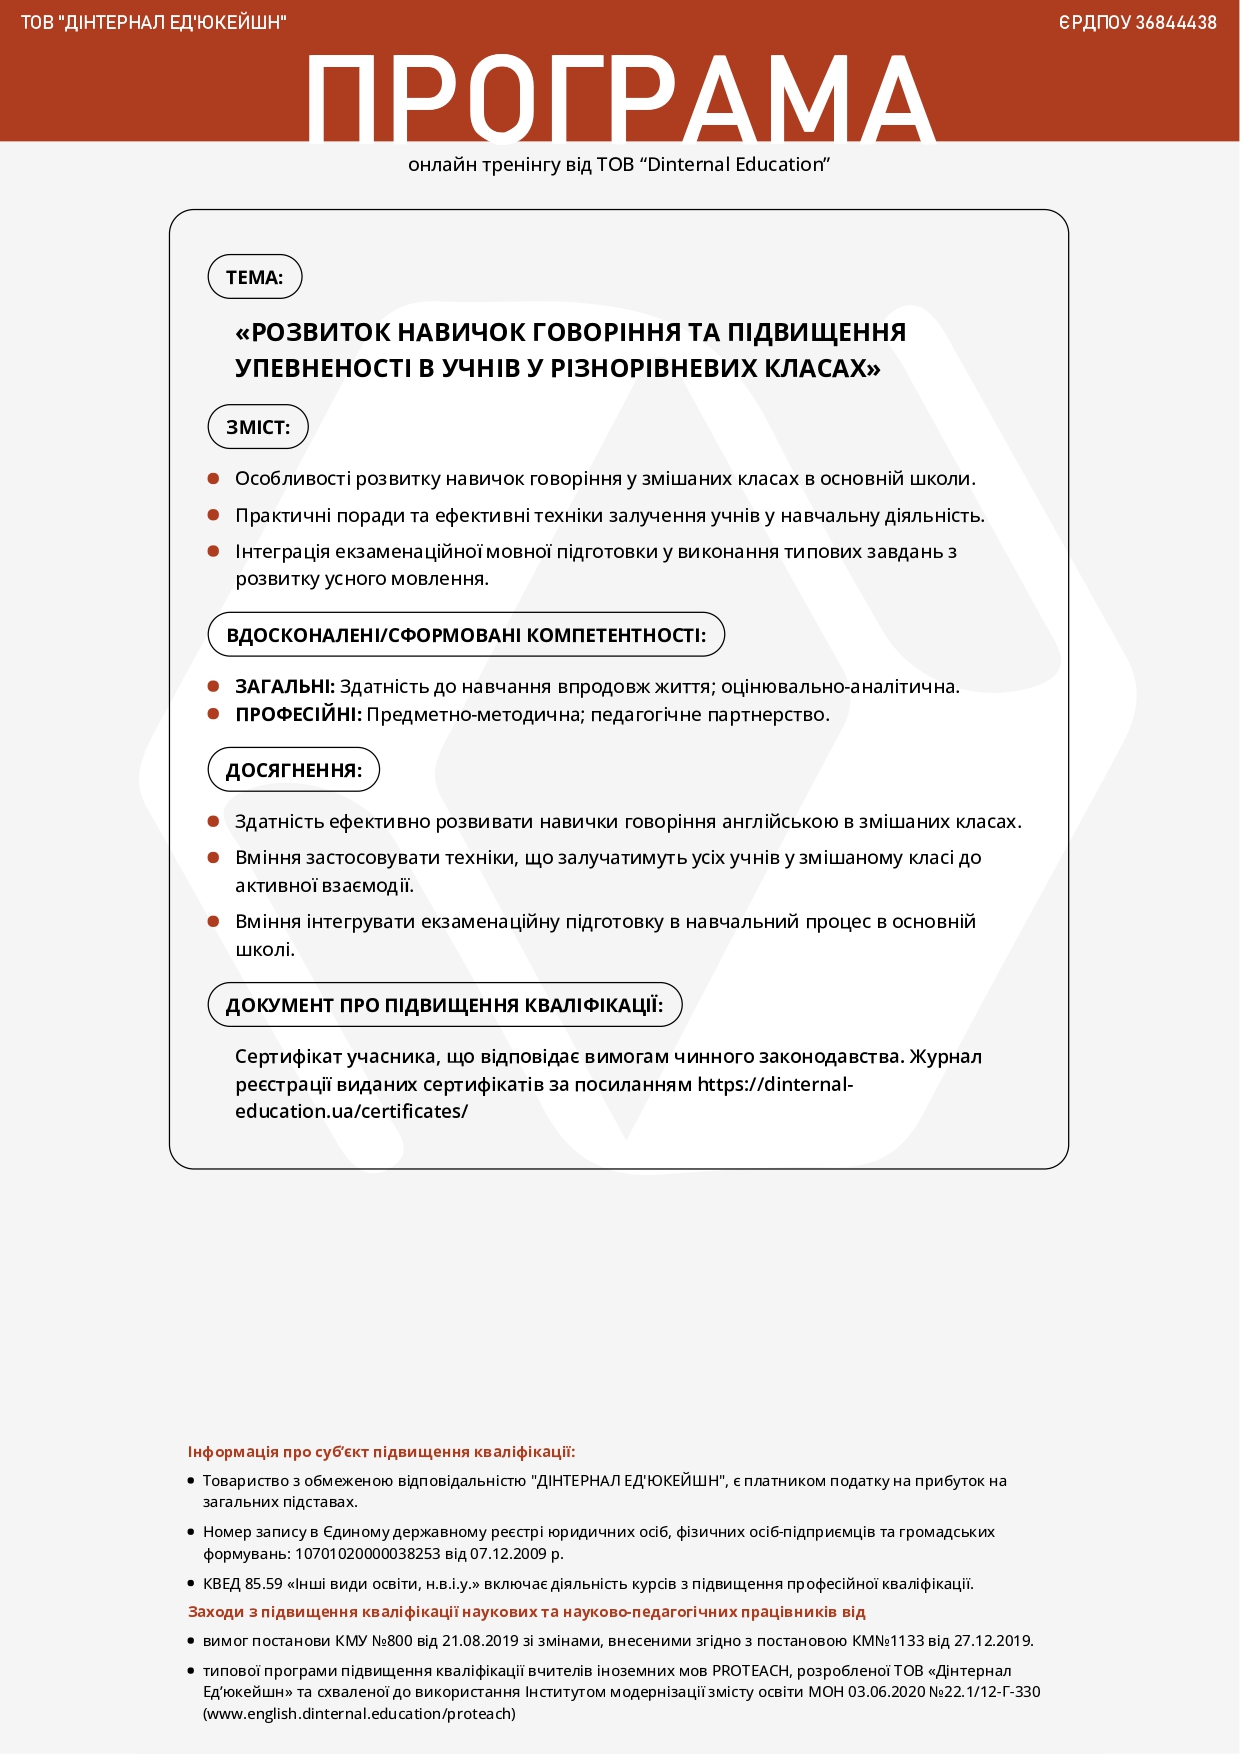 ТОВ "ДІНТЕРНАЛ ЕД'ЮКЕЙШН"
ЄРДПОУ 36844438
ПРОГРАМА
онлайн тренінгу від ТОВ “Dinternal Education”
ТЕМА:
«РОЗВИТОК НАВИЧОК ГОВОРІННЯ ТА ПІДВИЩЕННЯ
УПЕВНЕНОСТІ В УЧНІВ У РІЗНОРІВНЕВИХ КЛАСАХ»
ЗМІСТ:
Особливості розвитку навичок говоріння у змішаних класах в основній школи.
Практичні поради та ефективні техніки залучення учнів у навчальну діяльність.
Інтеграція екзаменаційної мовної підготовки у виконання типових завдань з
розвитку усного мовлення.
ВДОСКОНАЛЕНІ/СФОРМОВАНІ КОМПЕТЕНТНОСТІ:
ЗАГАЛЬНІ: Здатність до навчання впродовж життя; оцінювально-аналітична.
ПРОФЕСІЙНІ: Предметно-методична; педагогічне партнерство.
ДОСЯГНЕННЯ:
Здатність ефективно розвивати навички говоріння англійською в змішаних класах.
Вміння застосовувати техніки, що залучатимуть усіх учнів у змішаному класі до
активної взаємодії.
Вміння інтегрувати екзаменаційну підготовку в навчальний процес в основній
школі.
ДОКУМЕНТ ПРО ПІДВИЩЕННЯ КВАЛІФІКАЦІЇ:
Сертифікат учасника, що відповідає вимогам чинного законодавства. Журнал
реєстрації виданих сертифікатів за посиланням https://dinternal-
education.ua/certificates/
Інформація про суб’єкт підвищення кваліфікації:
Товариство з обмеженою відповідальністю "ДІНТЕРНАЛ ЕД'ЮКЕЙШН", є платником податку на прибуток на
загальних підставах.
Номер запису в Єдиному державному реєстрі юридичних осіб, фізичних осіб-підприємців та громадських
формувань: 10701020000038253 від 07.12.2009 р.
КВЕД 85.59 «Інші види освіти, н.в.і.у.» включає діяльність курсів з підвищення професійної кваліфікації.
Заходи з підвищення кваліфікації наукових та науково-педагогічних працівників від
вимог постанови КМУ №800 від 21.08.2019 зі змінами, внесеними згідно з постановою КМ№1133 від 27.12.2019.
типової програми підвищення кваліфікації вчителів іноземних мов PROTEACH, розробленої ТОВ «Дінтернал
Ед’юкейшн» та схваленої до використання Інститутом модернізації змісту освіти МОН 03.06.2020 №22.1/12-Г-330
(www.english.dinternal.education/proteach)